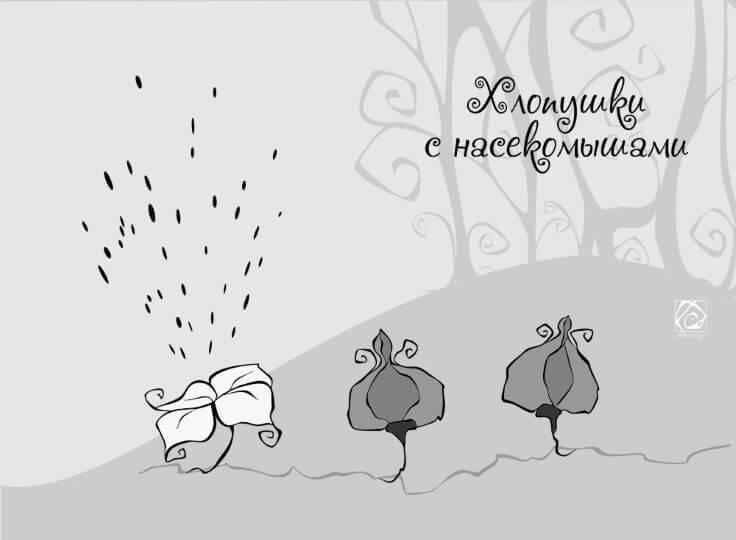 Хлопушки
с насекомышами